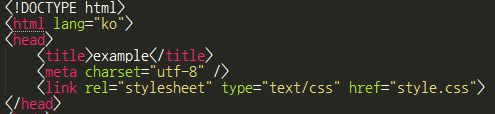 <!DOCTYPE html>
<html lang="ko">
<head>
<title>example</title>
<meta charset="utf-8" />
<link rel="stylesheet" type="text/css" href="style.css">
</head>